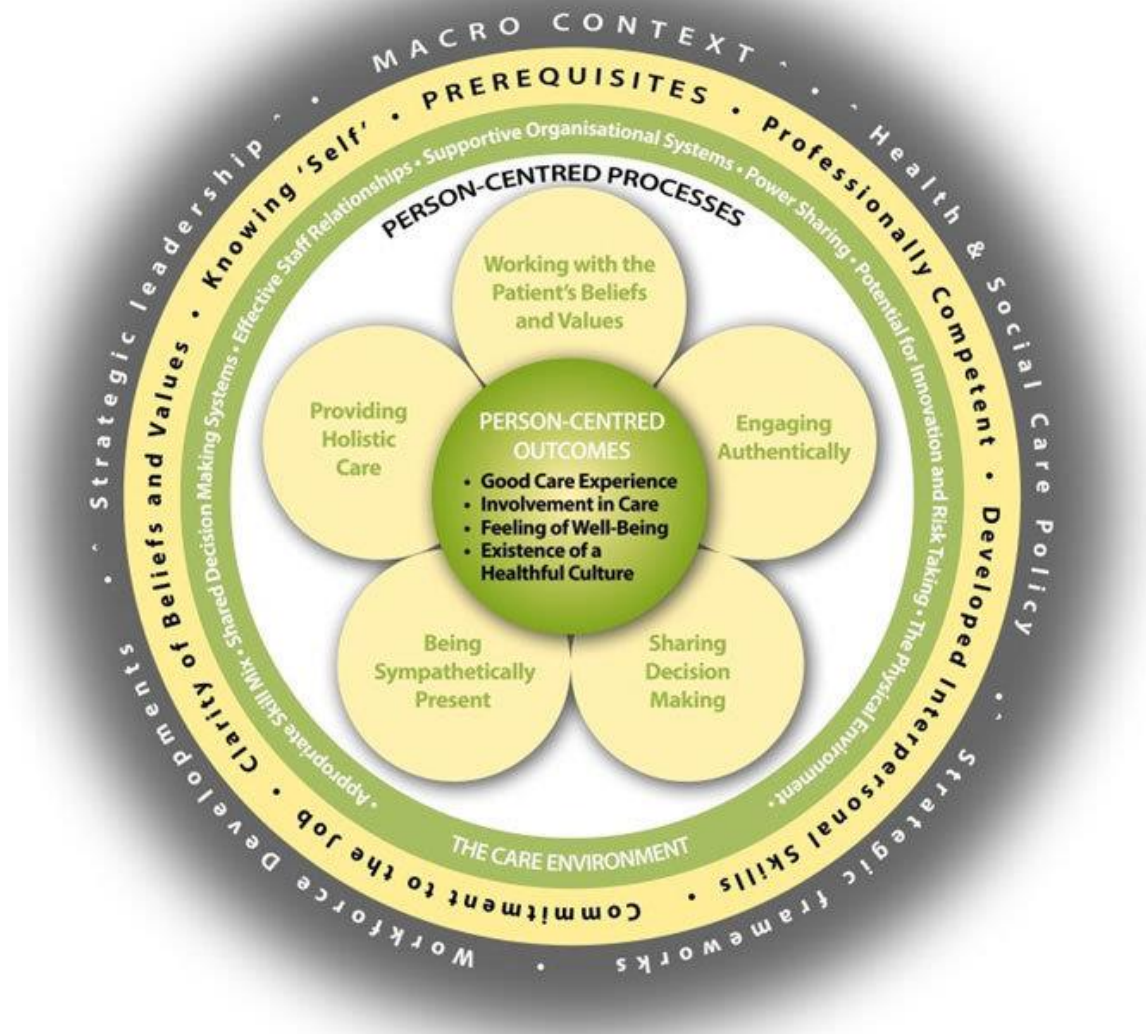 MACRO CONTEXT
Health & Social Care Policy
Strategic frameworks
Workforce Developments
Strategic leadership
PREREQUISITES
Professionally Competent
Developed Interpersonal Skills
Commitment to the Job
Clarity of Beliefs and Values
Knowing 'Self'
• Appropriate Skill Mix • Shared Decision Making Systems • Effective Staff Relationships • Supportive Organisational Systems • Power Sharing • Potential for Innovation and Risk Taking • The Physical Environment •
THE CARE ENVIRONMENT
PERSON-CENTRED PROCESSES
Working with the
Patient's Beliefs
and Values
Engaging
Authentically
Sharing
Decision
Making
Being
Sympathetically
Present
Providing
Holistic
Care
PERSON-CENTRED
OUTCOMES
• Good Care Experience
• Involvement in Care
• Feeling of Well-Being
• Existence of a
Healthful Culture